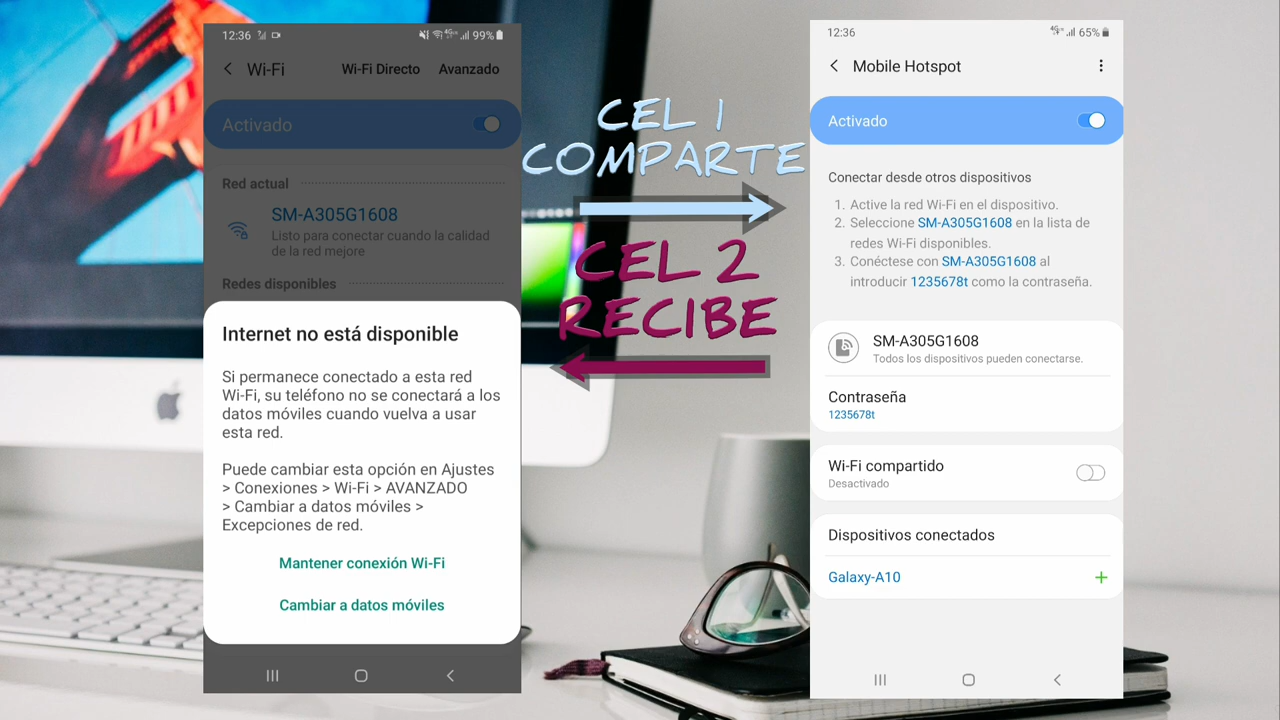 12:36
99%
Wi-Fi
Wi-Fi Directo
Avanzado
Activado
Red actual
SM-A305G1608
Listo para conectar cuando la calidad
de la red mejore
Redes disponibles
Internet no está disponible
Si permanece conectado a esta red
Wi-Fi, su teléfono no se conectará a los
datos móviles cuando vuelva a usar
esta red.
Puede cambiar esta opción en Ajustes
> Conexiones > Wi-Fi > AVANZADO
> Cambiar a datos móviles >
Excepciones de red.
Mantener conexión Wi-Fi
Cambiar a datos móviles
CEL 1
COMPARTE
CEL 2
RECIBE
12:36
65%
Mobile Hotspot
Activado
Conectar desde otros dispositivos
1. Active la red Wi-Fi en el dispositivo.
2. Seleccione SM-A305G1608 en la lista de
redes Wi-Fi disponibles.
3. Conéctese con SM-A305G1608 al
introducir 1235678t como la contraseña.
SM-A305G1608
Todos los dispositivos pueden conectarse.
Contraseña
1235678t
Wi-Fi compartido
Desactivado
Dispositivos conectados
Galaxy-A10